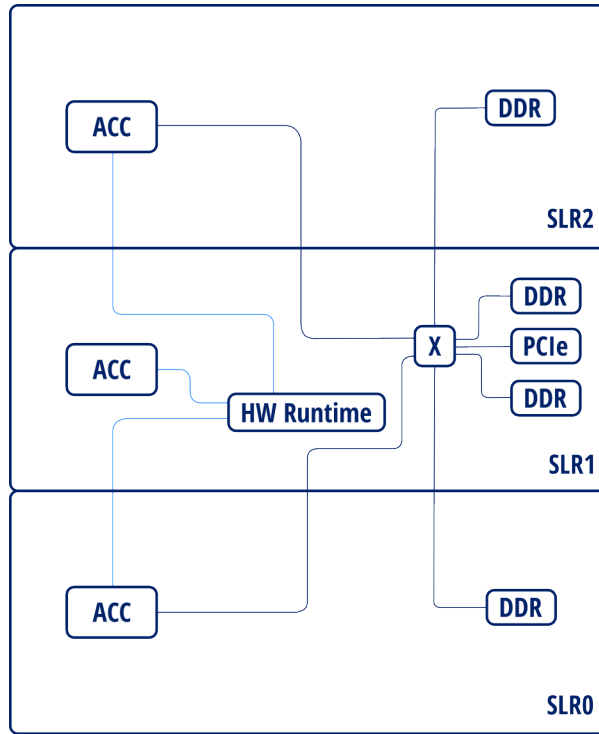 ACC
DDR
SLR2
DDR
X
PCIe
ACC
DDR
HW Runtime
SLR1
ACC
DDR
SLR0